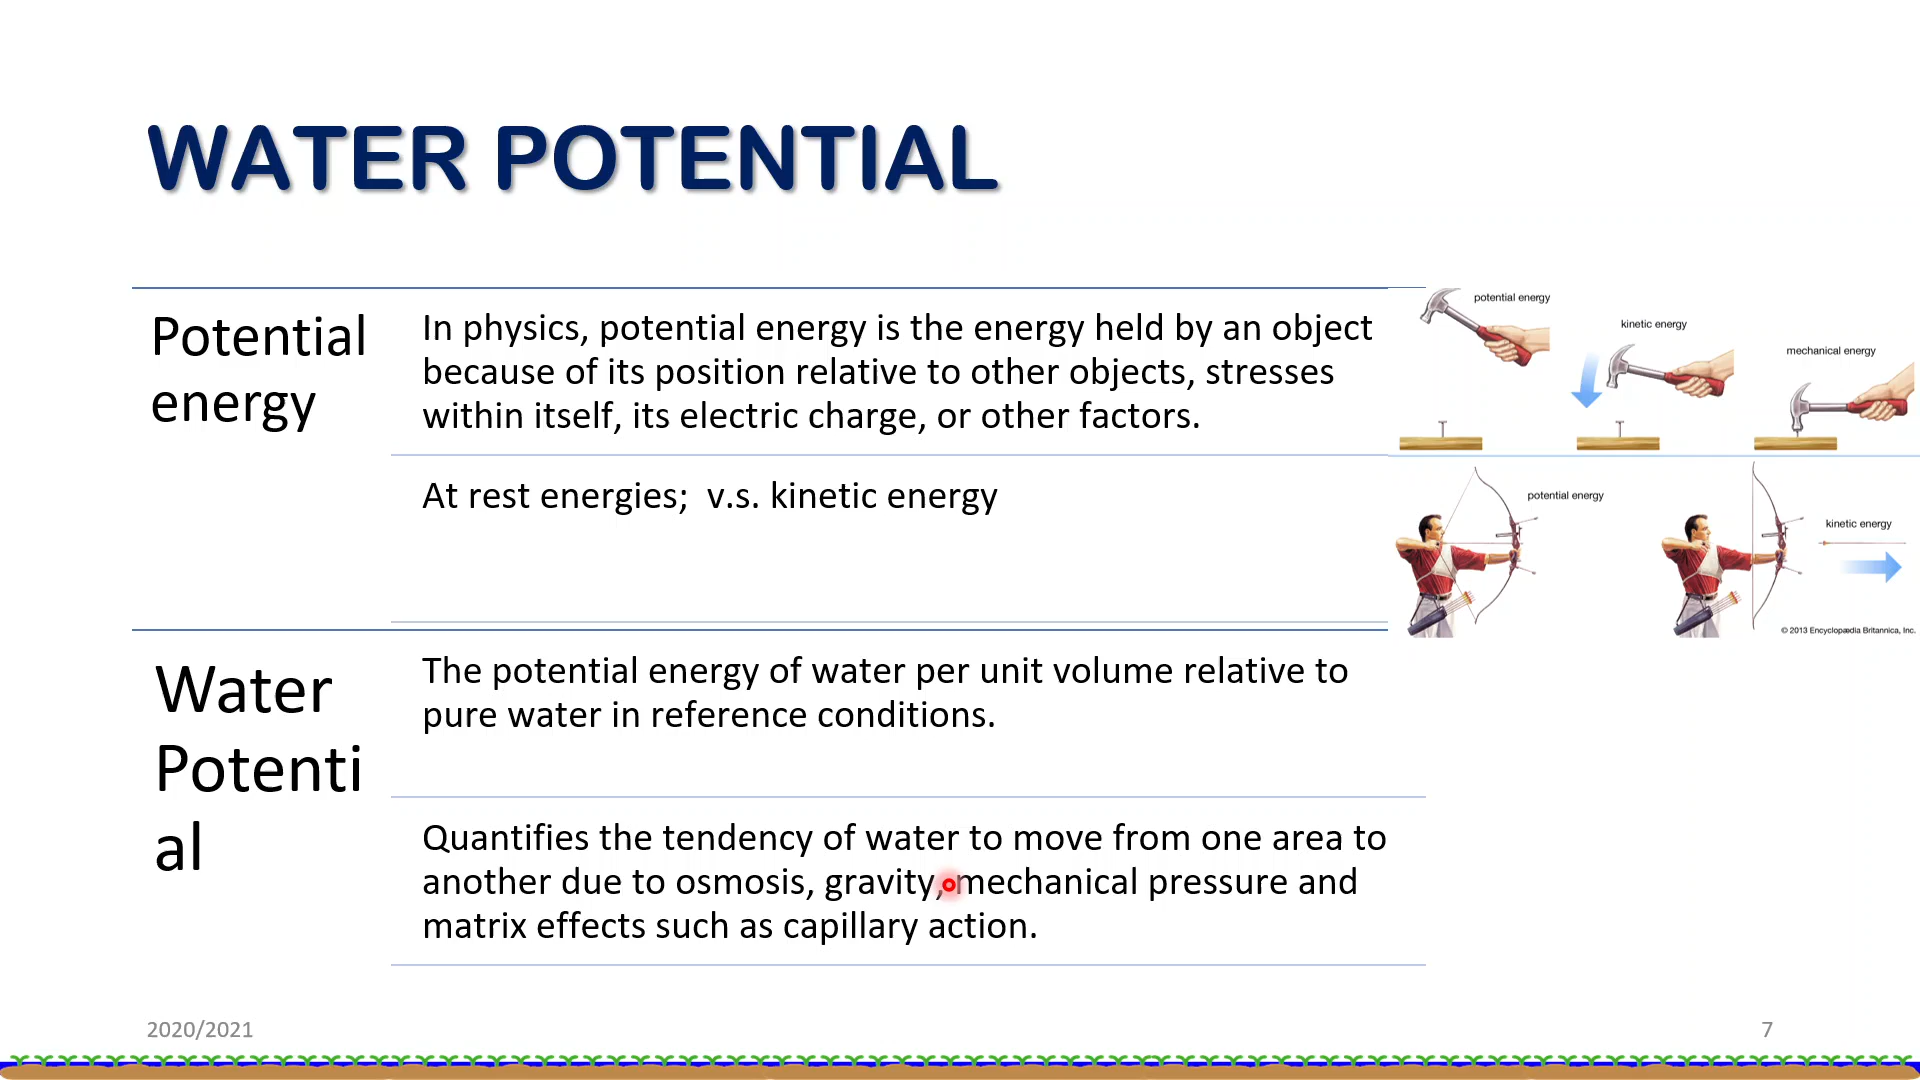 WATER POTENTIAL
Potential
energy
In physics, potential energy is the energy held by an object
because of its position relative to other objects, stresses
within itself, its electric charge, or other factors.
At rest energies;  v.s. kinetic energy
potential energy
kinetic energy
mechanical energy
potential energy
kinetic energy
© 2013 Encyclopædia Britannica, Inc.
Water
Potenti
al
The potential energy of water per unit volume relative to
pure water in reference conditions.
Quantifies the tendency of water to move from one area to
another due to osmosis, gravity, mechanical pressure and
matrix effects such as capillary action.
2020/2021
7